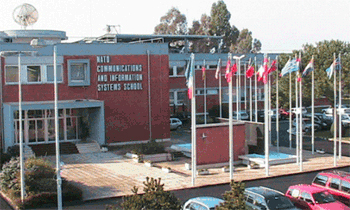 NATO
COMMUNICATIONS
AND INFORMATION
SYSTEMS SCHOOL